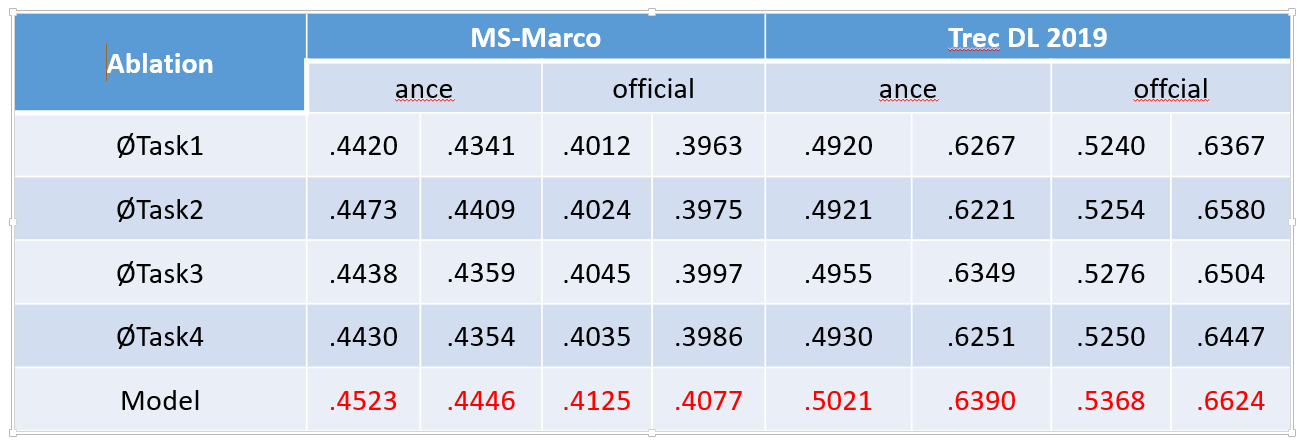 Ablation MS-Marco Trec DL 2019
ance official ance offcial
ØTask1 .4420 .4341 .4012 .3963 .4920 .6267 .5240 .6367
ØTask2 .4473 .4409 .4024 .3975 .4921 .6221 .5254 .6580
ØTask3 .4438 .4359 .4045 .3997 .4955 .6349 .5276 .6504
ØTask4 .4430 .4354 .4035 .3986 .4930 .6251 .5250 .6447
Model .4523 .4446 .4125 .4077 .5021 .6390 .5368 .6624